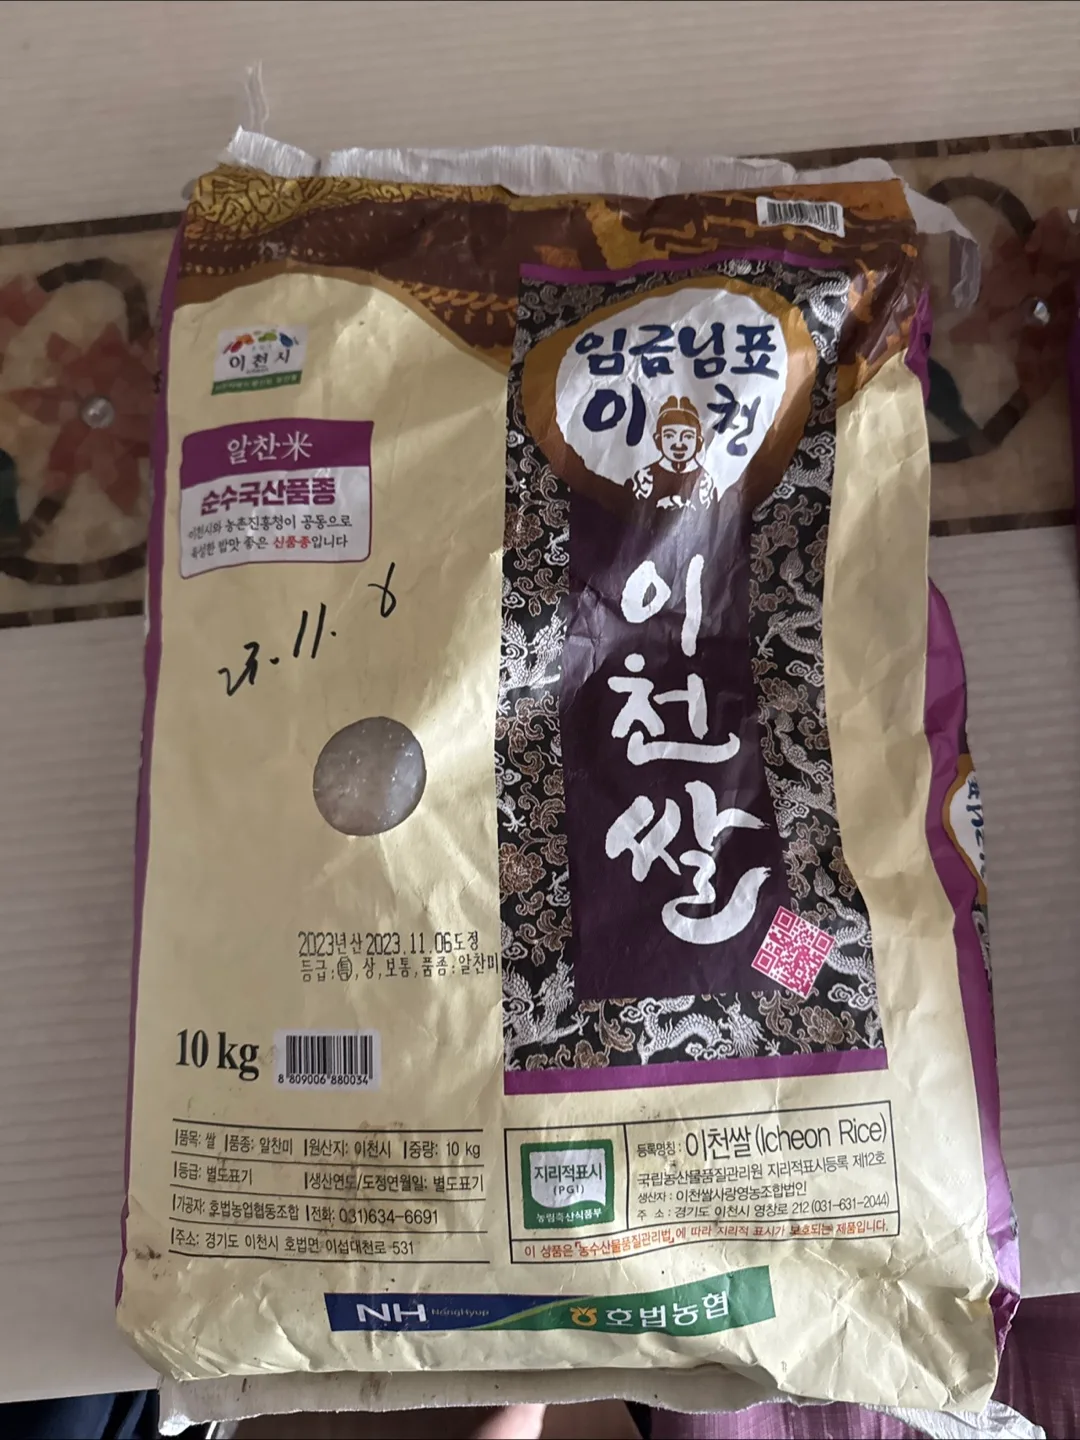 이천시
알찬米
순수국산품종
이천시와 농촌진흥청이 공동으로
육성한 밥맛 좋은 신품종입니다
23.11.8
임금님표
이천
이천쌀
2023년산 2023.11.06도정
등급:특,상,보통,품종:알찬미
10 kg
8 809006 880034
품목: 쌀 품종: 알찬미 원산지: 이천시 중량: 10 kg
등급: 별도표기 생산연도/도정연월일: 별도표기
가공자: 호법농업협동조합 전화: 031)634-6691
주소: 경기도 이천시 호법면 이섭대천로 531
지리적표시
(PGI)
농림축산식품부
등록명칭: 이천쌀(Icheon Rice)
국립농산물품질관리원 지리적표시등록 제12호
생산자: 이천쌀사랑영농조합법인
주 소: 경기도 이천시 영창로 212 (031-631-2044)
이 상품은 「농수산물품질관리법」에 따라 지리적 표시가 보호되는 제품입니다.
NH NongHyup 호법농협